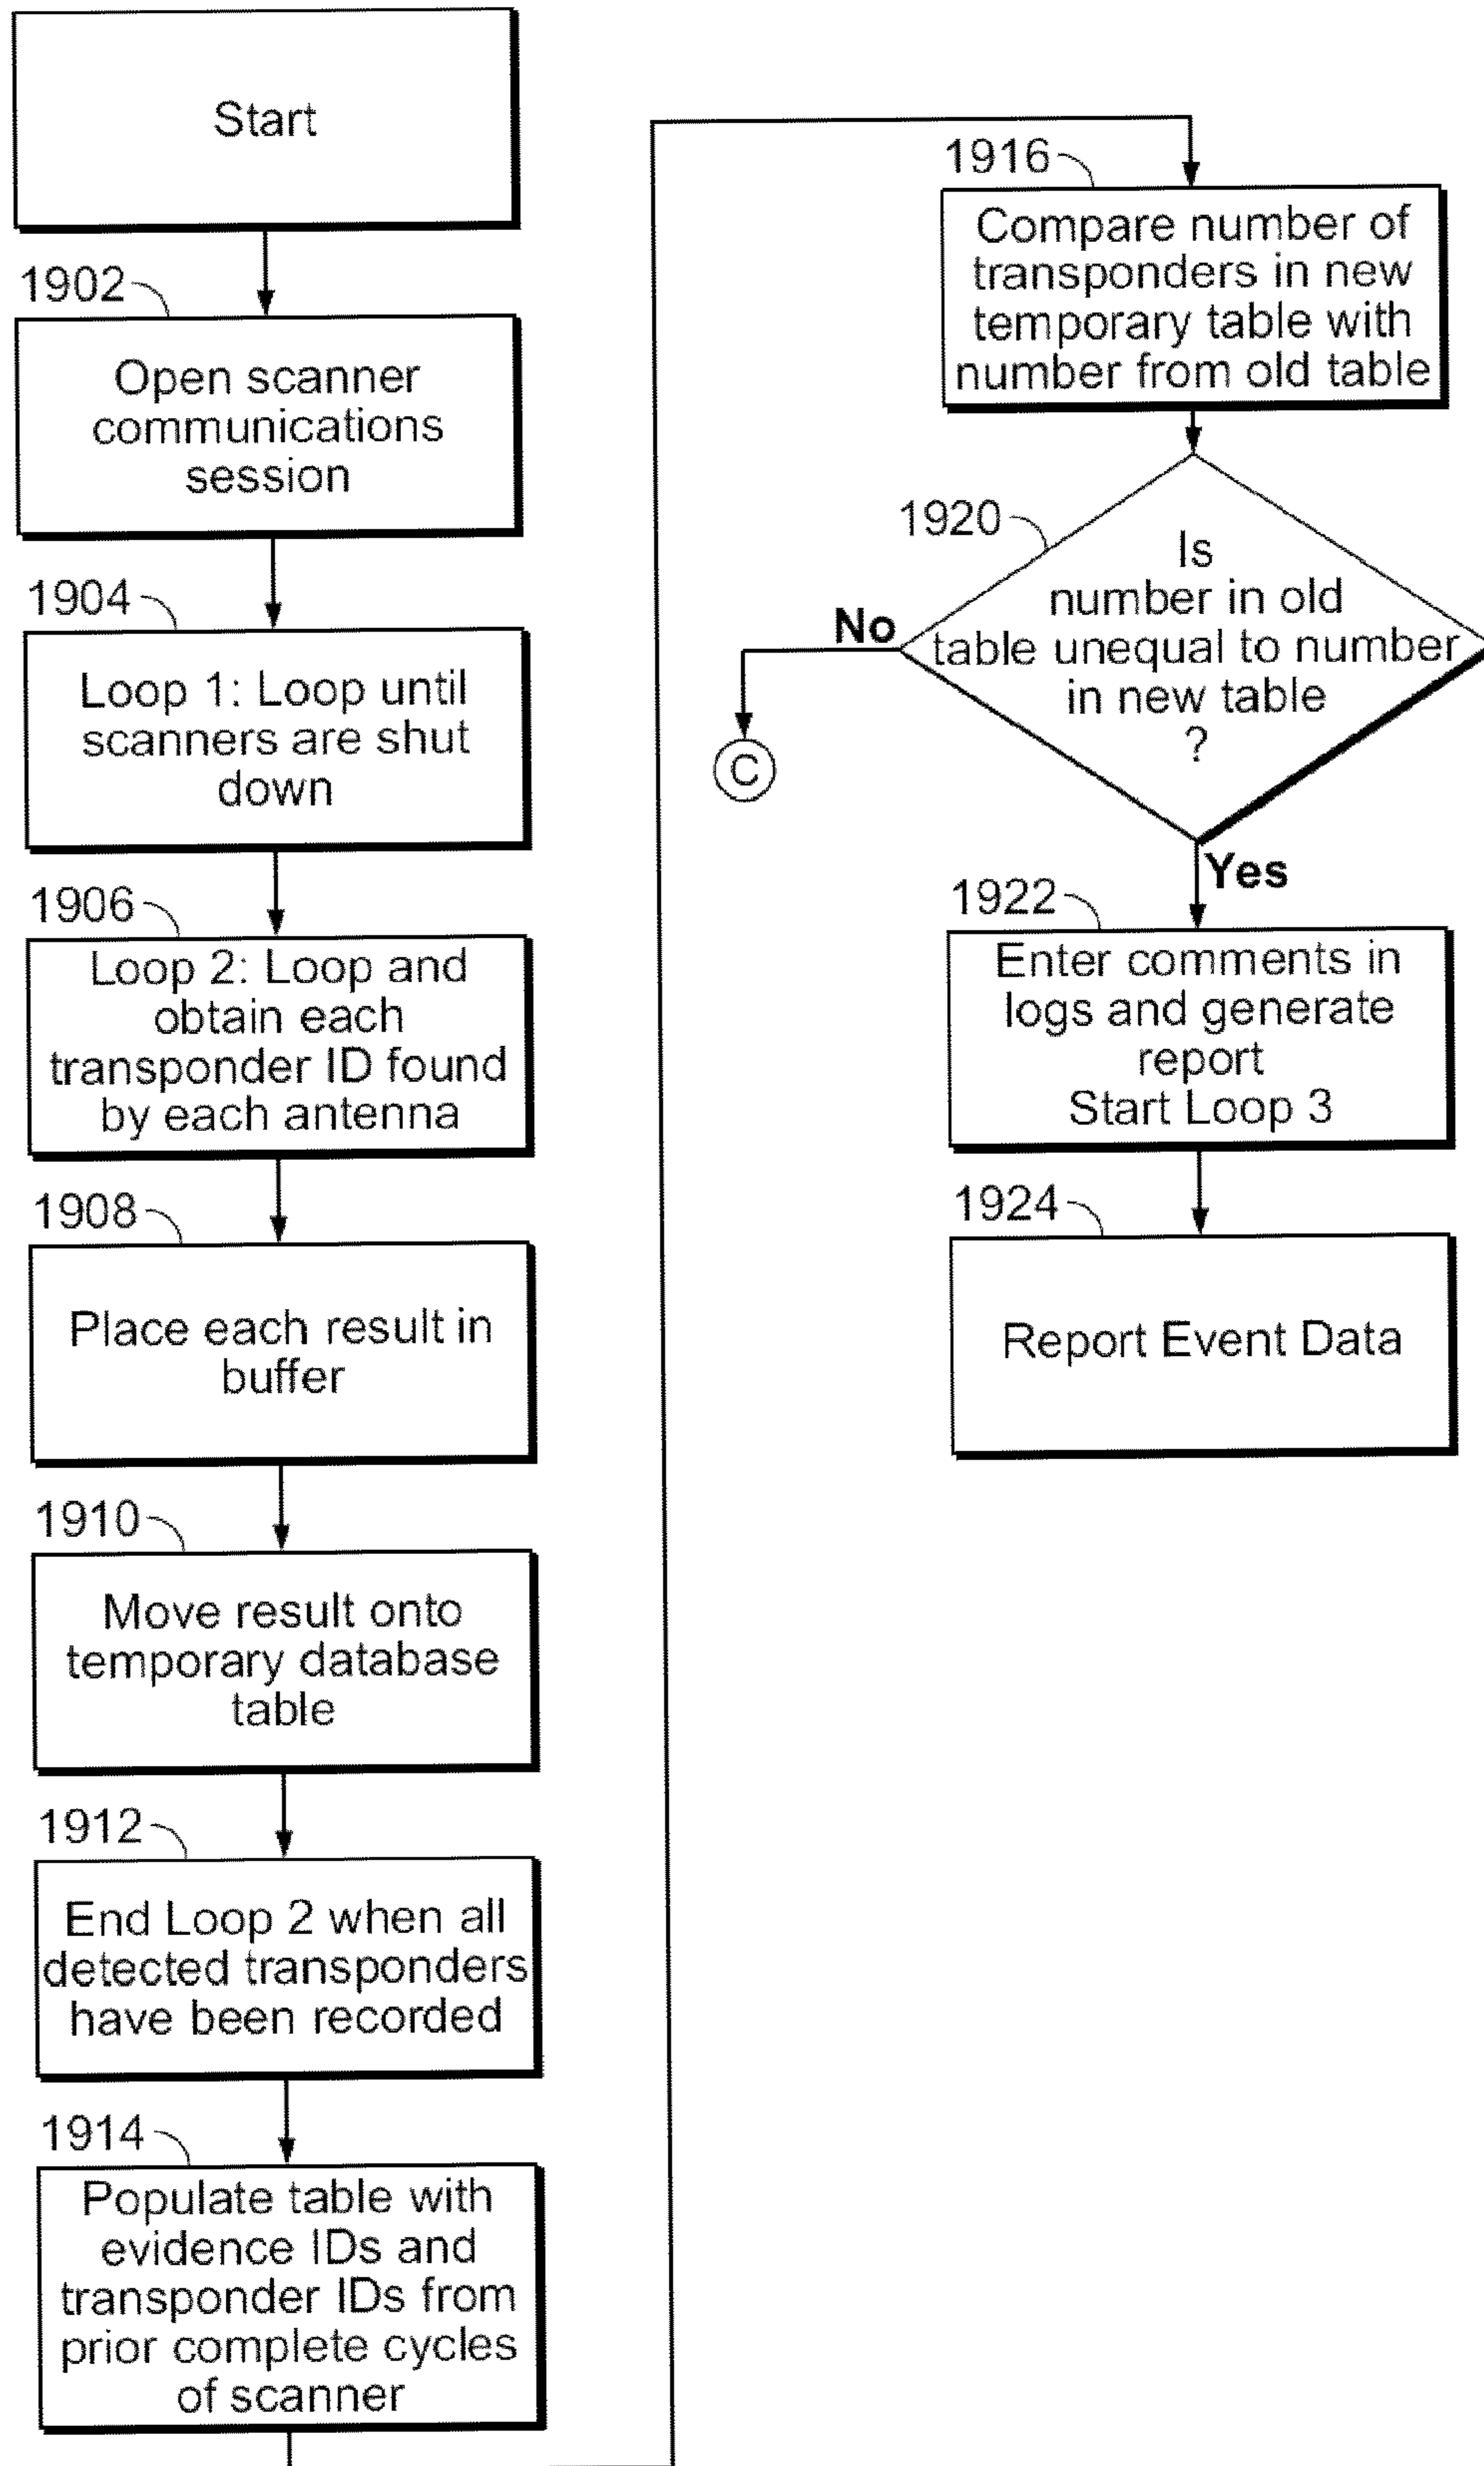 Start
1902
Open scanner
communications
session
1904
Loop 1: Loop until
scanners are shut
down
1906
Loop 2: Loop and
obtain each
transponder ID found
by each antenna
1908
Place each result in
buffer
1910
Move result onto
temporary database
table
1912
End Loop 2 when all
detected transponders
have been recorded
1914
Populate table with
evidence IDs and
transponder IDs from
prior complete cycles
of scanner
1916
Compare number of
transponders in new
temporary table with
number from old table
1920
Is
number in old
table unequal to number
in new table
?
No
C
Yes
1922
Enter comments in
logs and generate
report
Start Loop 3
1924
Report Event Data